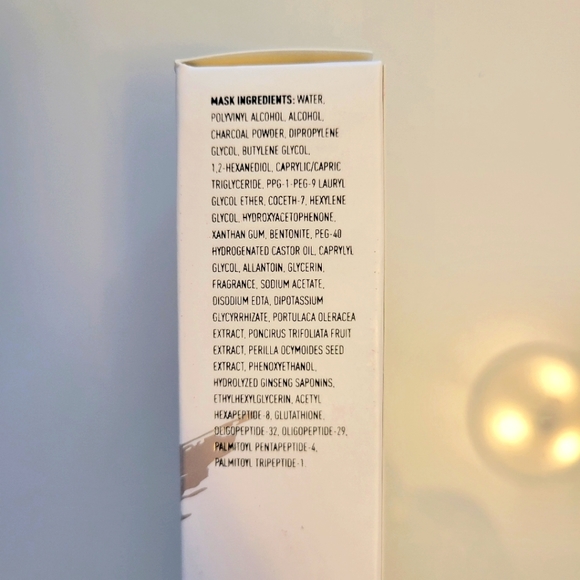 MASK INGREDIENTS: WATER,
POLYVINYL ALCOHOL, ALCOHOL,
CHARCOAL POWDER, DIPROPYLENE
GLYCOL, BUTYLENE GLYCOL,
1,2-HEXANEDIOL, CAPRYLIC/CAPRIC
TRIGLYCERIDE, PPG-1-PEG-9 LAURYL
GLYCOL ETHER, COCETH-7, HEXYLENE
GLYCOL, HYDROXYACETOPHENONE,
XANTHAN GUM, BENTONITE, PEG-40
HYDROGENATED CASTOR OIL, CAPRYLYL
GLYCOL, ALLANTOIN, GLYCERIN,
FRAGRANCE, SODIUM ACETATE,
DISODIUM EDTA, DIPOTASSIUM
GLYCYRRHIZATE, PORTULACA OLERACEA
EXTRACT, PONCIRUS TRIFOLIATA FRUIT
EXTRACT, PERILLA OCYMOIDES SEED
EXTRACT, PHENOXYETHANOL,
HYDROLYZED GINSENG SAPONINS,
ETHYLHEXYLGLYCERIN, ACETYL
HEXAPEPTIDE-8, GLUTATHIONE,
OLIGOPEPTIDE-32, OLIGOPEPTIDE-29,
PALMITOYL PENTAPEPTIDE-4,
PALMITOYL TRIPEPTIDE-1.